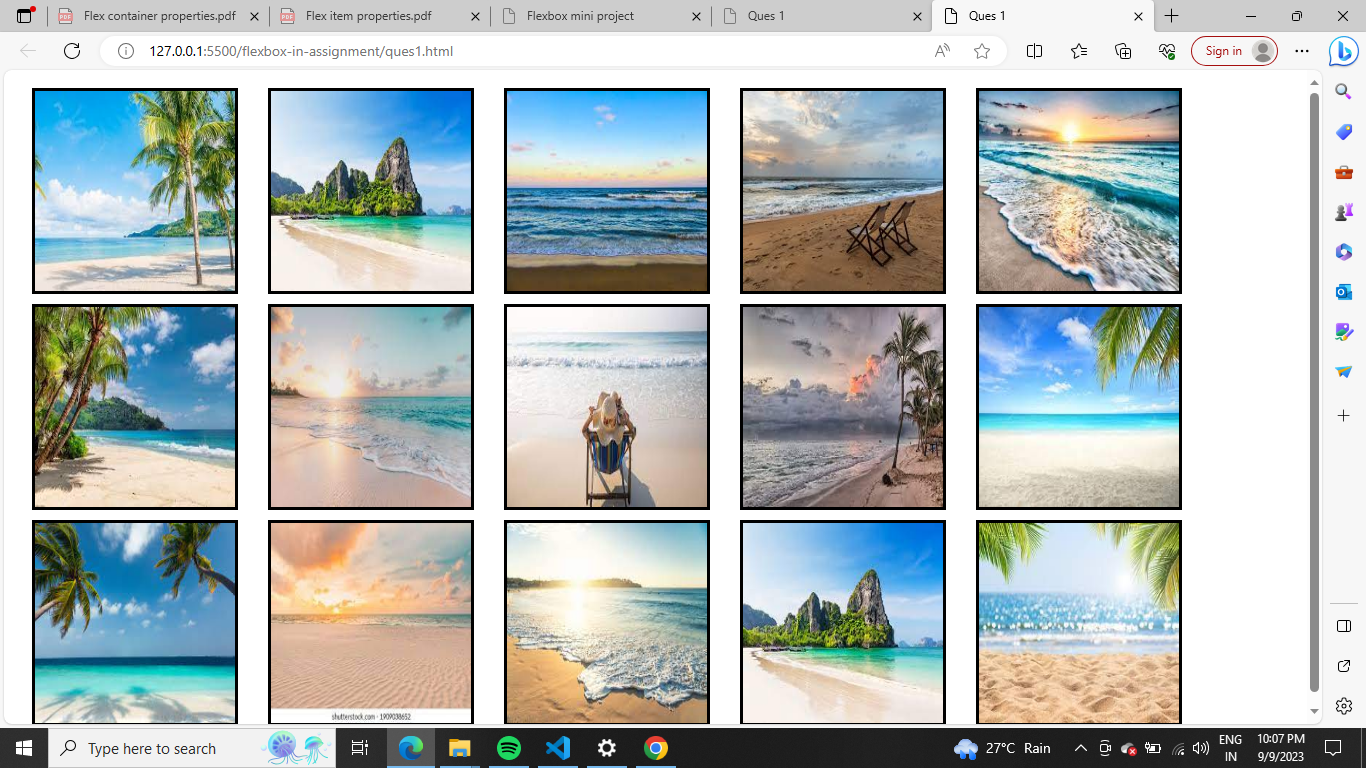 Flex container properties.pdf
Flex item properties.pdf
Flexbox mini project
Ques 1
Ques 1
127.0.0.1:5500/flexbox-in-assignment/ques1.html
Sign in
shutterstock.com · 1909038652
Type here to search
27°C Rain
ENG
IN
10:07 PM
9/9/2023